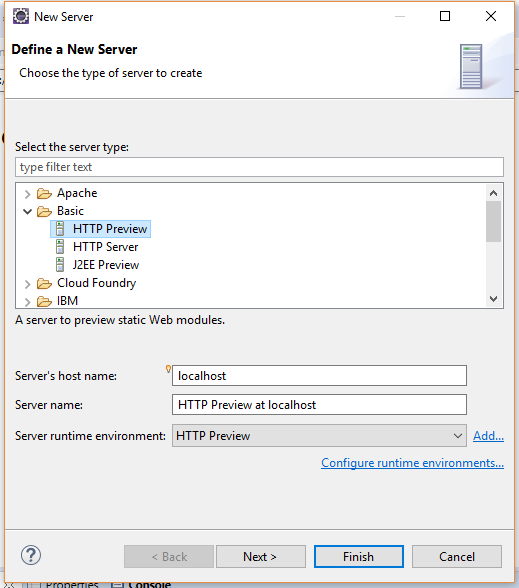 New Server
Define a New Server
Choose the type of server to create
Select the server type:
type filter text
Apache
Basic
HTTP Preview
HTTP Server
J2EE Preview
Cloud Foundry
IBM
A server to preview static Web modules.
Server's host name: localhost
Server name: HTTP Preview at localhost
Server runtime environment: HTTP Preview Add...
Configure runtime environments...
? < Back Next > Finish Cancel
Properties Console